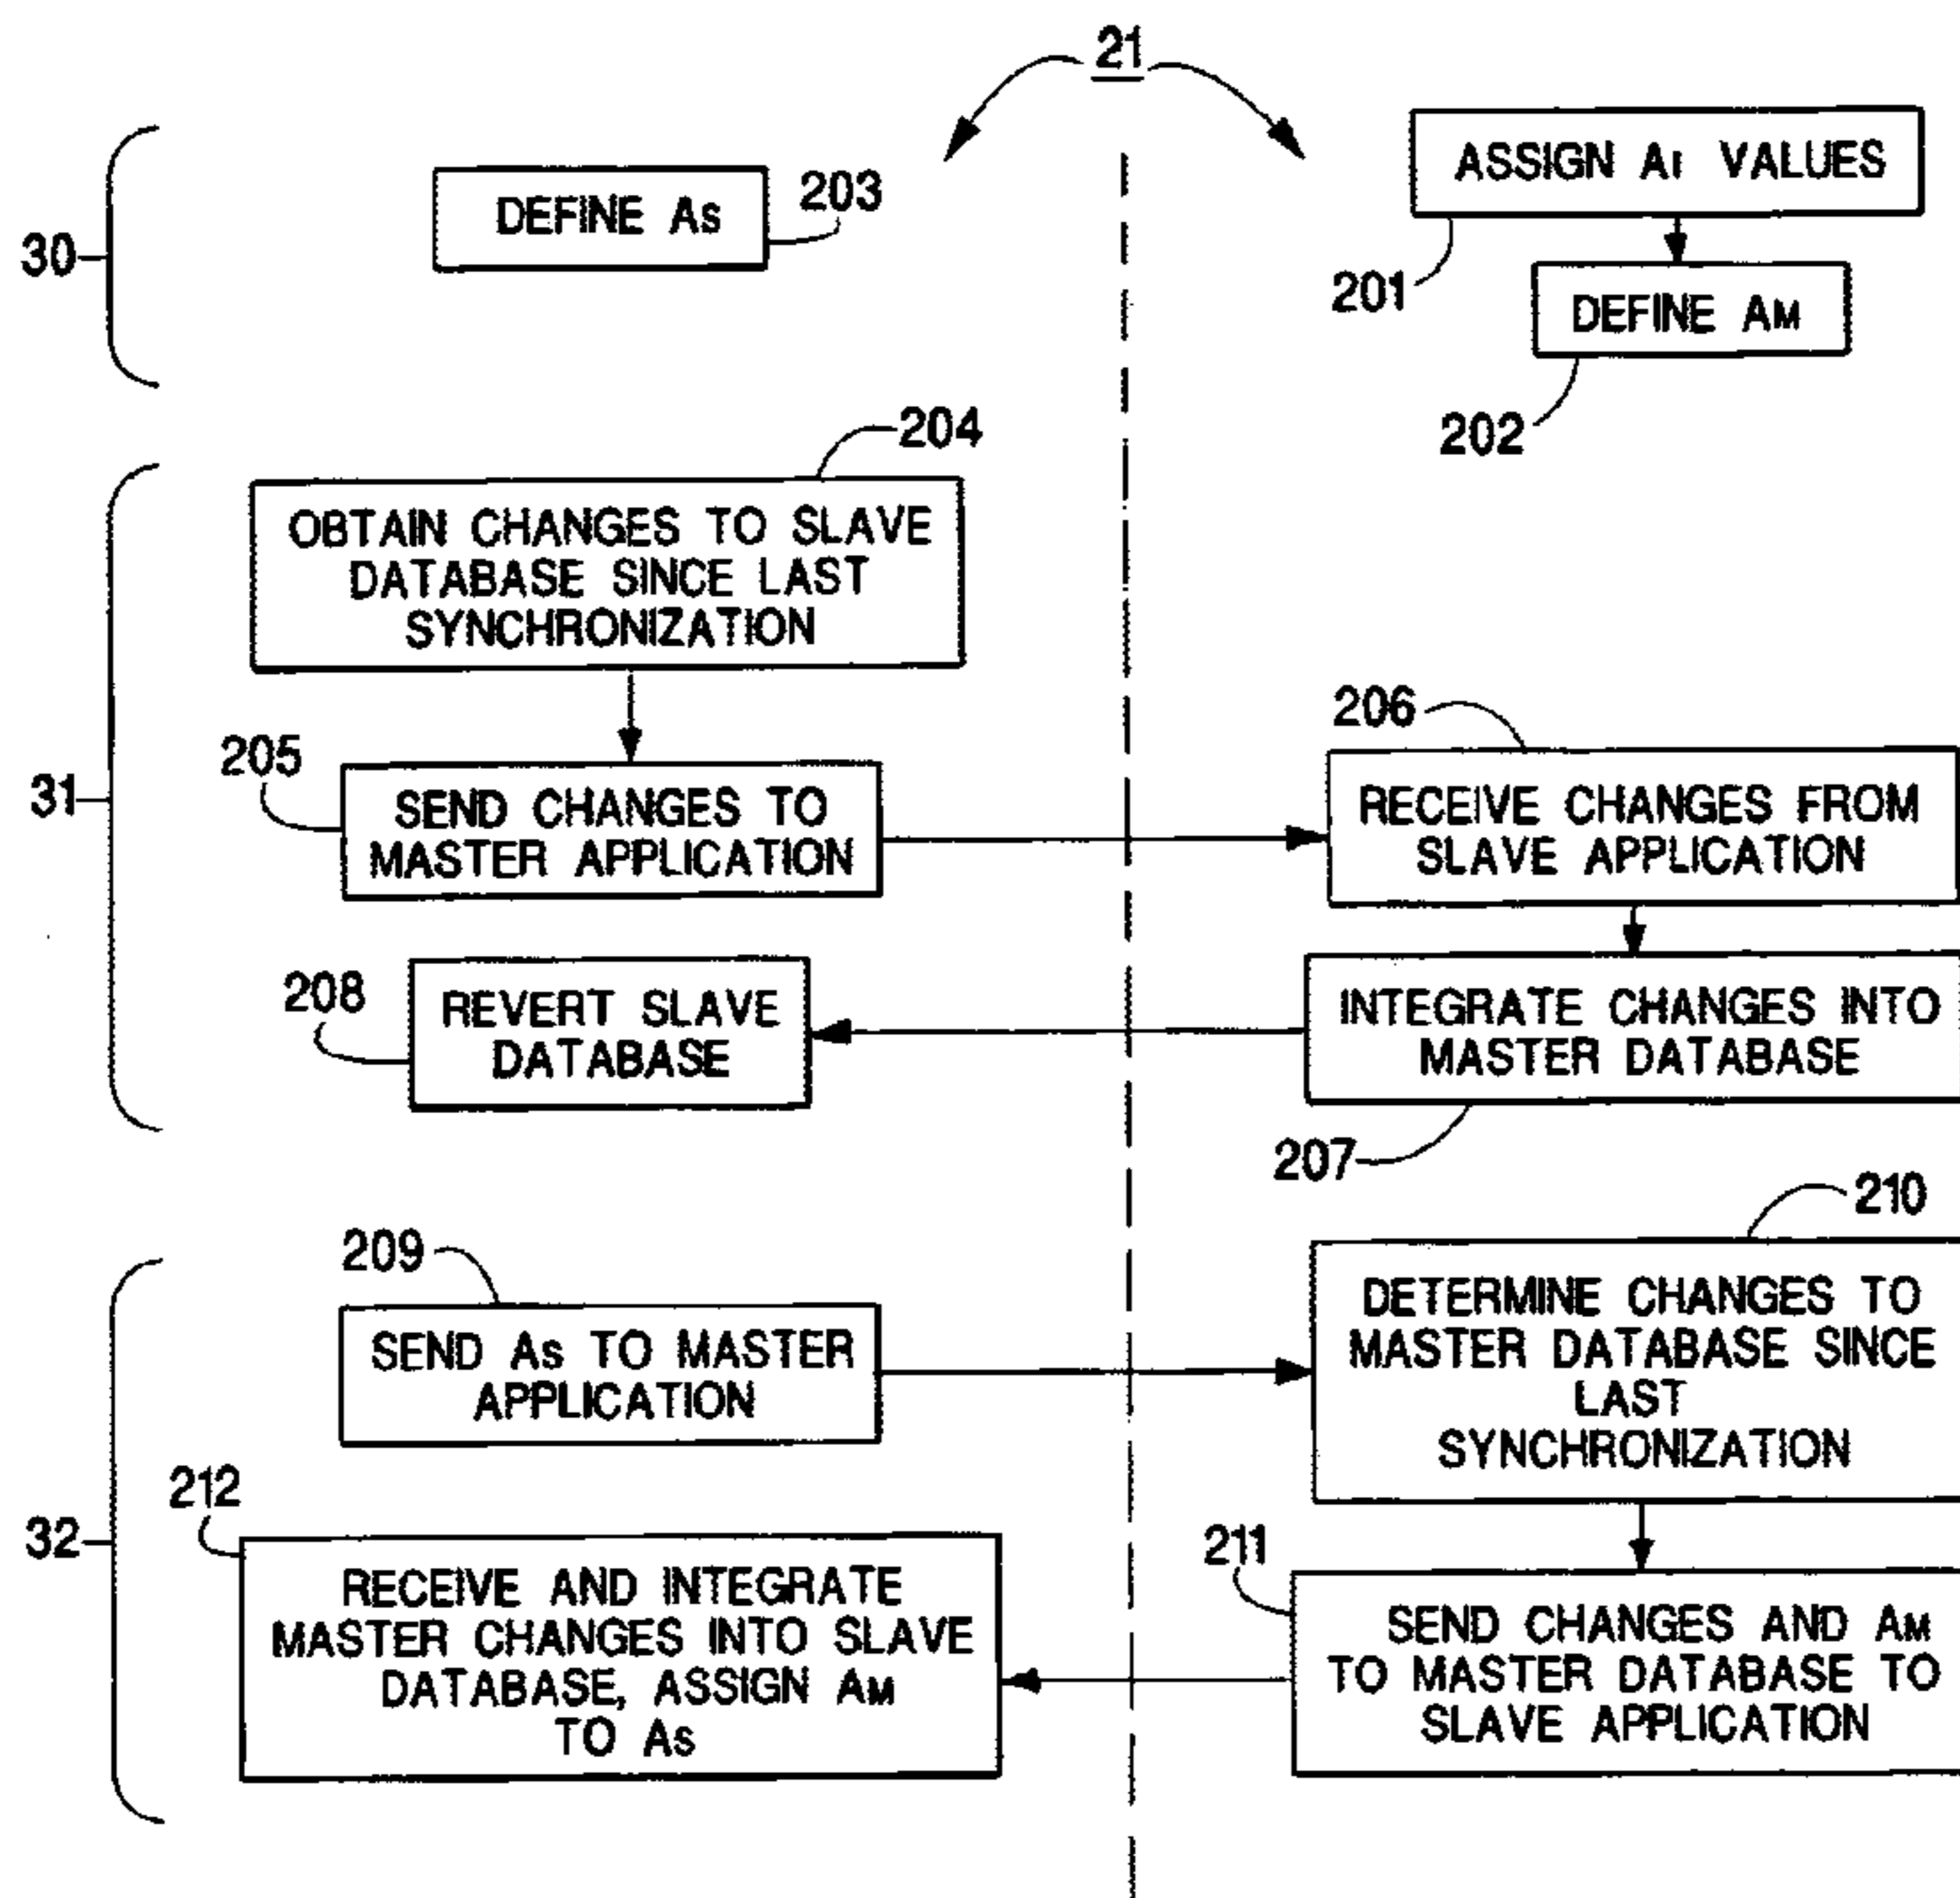 21
ASSIGN AI VALUES
DEFINE AS
203
30
201
DEFINE AM
202
204
OBTAIN CHANGES TO SLAVE
DATABASE SINCE LAST
SYNCHRONIZATION
31
205
SEND CHANGES TO
MASTER APPLICATION
206
RECEIVE CHANGES FROM
SLAVE APPLICATION
208
REVERT SLAVE
DATABASE
INTEGRATE CHANGES INTO
MASTER DATABASE
207
210
209
SEND AS TO MASTER
APPLICATION
DETERMINE CHANGES TO
MASTER DATABASE SINCE
LAST
SYNCHRONIZATION
32
212
RECEIVE AND INTEGRATE
MASTER CHANGES INTO SLAVE
DATABASE, ASSIGN AM
TO AS
211
SEND CHANGES AND AM
TO MASTER DATABASE TO
SLAVE APPLICATION